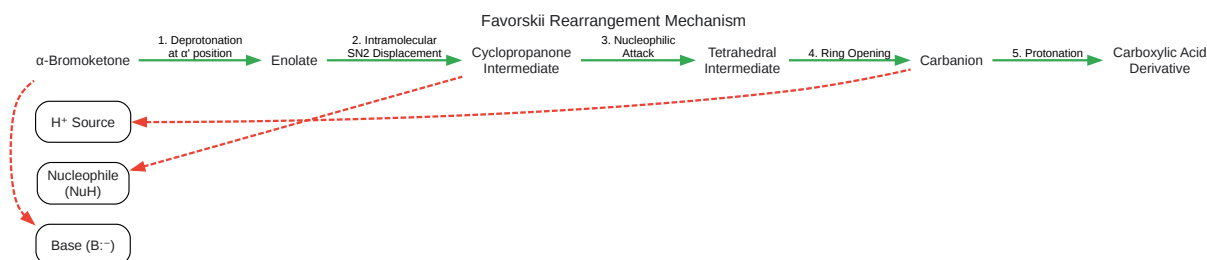 Favorskii Rearrangement Mechanism
α-Bromoketone
1. Deprotonation
at α' position
Enolate
2. Intramolecular
SN2 Displacement
Cyclopropanone
Intermediate
3. Nucleophilic
Attack
Tetrahedral
Intermediate
4. Ring Opening
Carbanion
5. Protonation
Carboxylic Acid
Derivative
H⁺ Source
Nucleophile
(NuH)
Base (B:⁻)